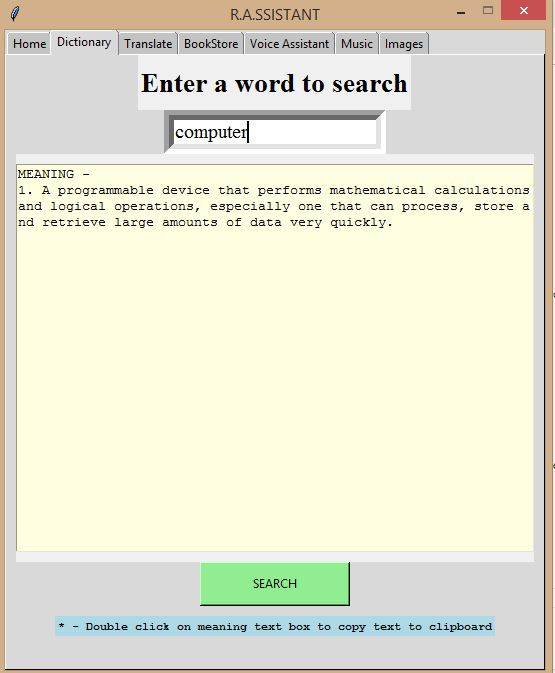 R.A.SSISTANT
Home Dictionary Translate BookStore Voice Assistant Music Images
Enter a word to search
computer
MEANING -
1. A programmable device that performs mathematical calculations
and logical operations, especially one that can process, store a
nd retrieve large amounts of data very quickly.
SEARCH
* - Double click on meaning text box to copy text to clipboard